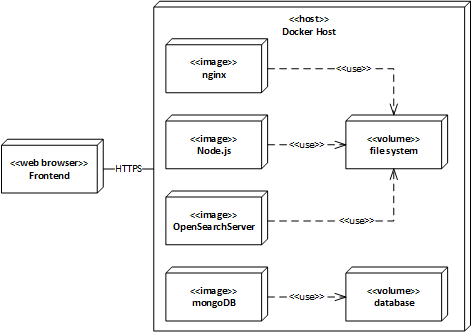 <<host>>
Docker Host
<<image>>
nginx
<<use>>
<<image>>
Node.js
<<use>>
<<volume>>
file system
<<web browser>>
Frontend
HTTPS
<<image>>
OpenSearchServer
<<use>>
<<image>>
mongoDB
<<use>>
<<volume>>
database